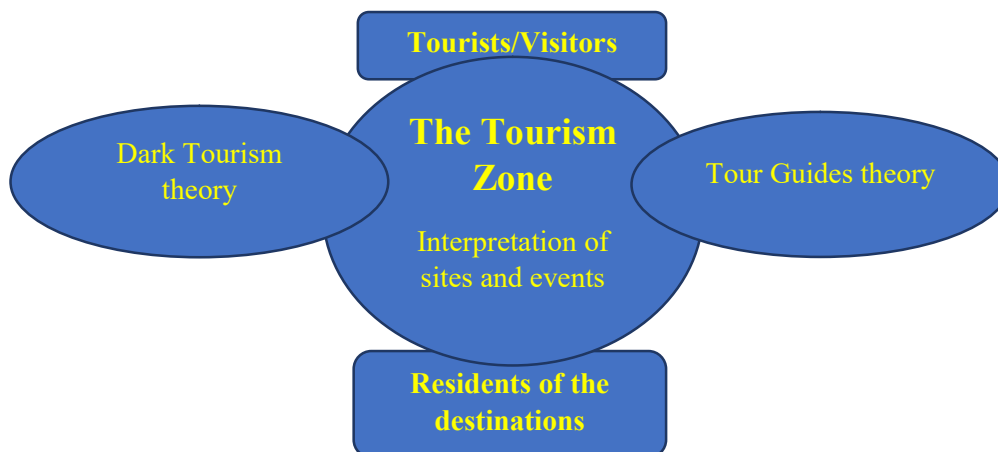 Tourists/Visitors
The Tourism
Zone
Interpretation of
sites and events
Dark Tourism
theory
Tour Guides theory
Residents of the
destinations